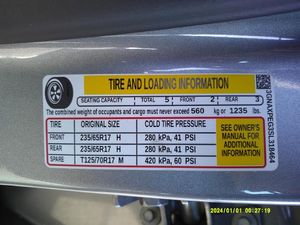 TIRE AND LOADING INFORMATION
SEATING CAPACITY TOTAL 5 FRONT 2 REAR 3
The combined weight of occupants and cargo must never exceed 560 kg or 1235 lbs.
TIRE ORIGINAL SIZE COLD TIRE PRESSURE
FRONT 235/65R17 H 280 kPa, 41 PSI
REAR 235/65R17 H 280 kPa, 41 PSI
SPARE T125/70R17 M 420 kPa, 60 PSI
SEE OWNER'S
MANUAL FOR
ADDITIONAL
INFORMATION
3GNAXPEG3SL318464
2024/01/01 00:27:19